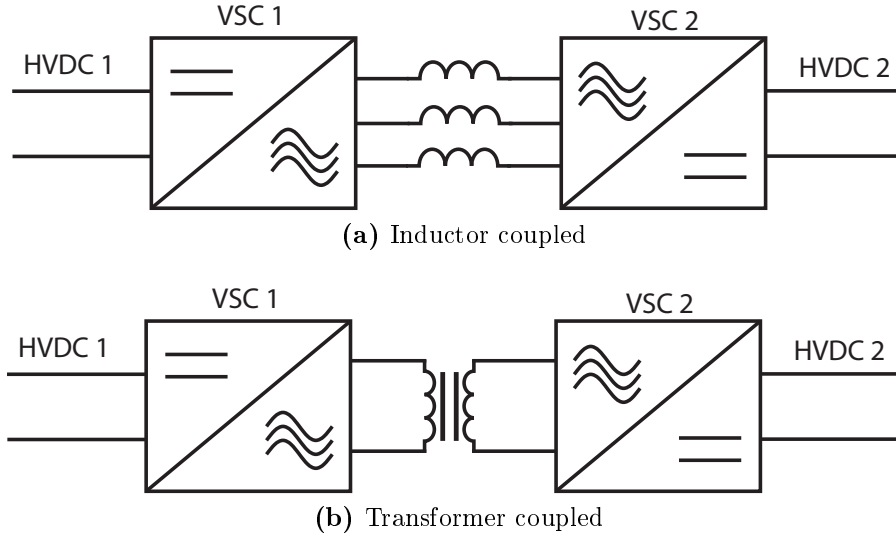 VSC 1
VSC 2
HVDC 1
HVDC 2
(a) Inductor coupled
VSC 1
VSC 2
HVDC 1
HVDC 2
(b) Transformer coupled